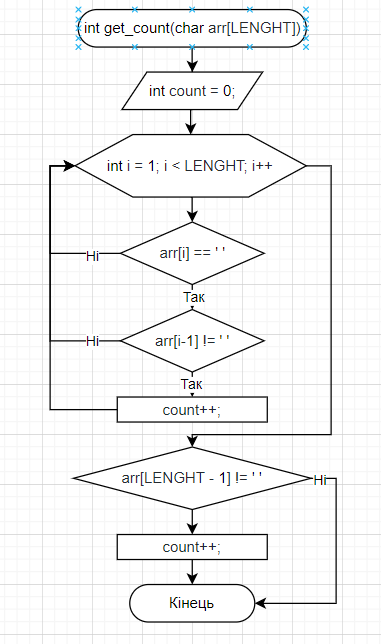 int get_count(char arr[LENGHT])
int count = 0;
int i = 1; i < LENGHT; i++
arr[i] == ' '
Ні
Так
arr[i-1] != ' '
Ні
Так
count++;
arr[LENGHT - 1] != ' '
Ні
count++;
Кінець